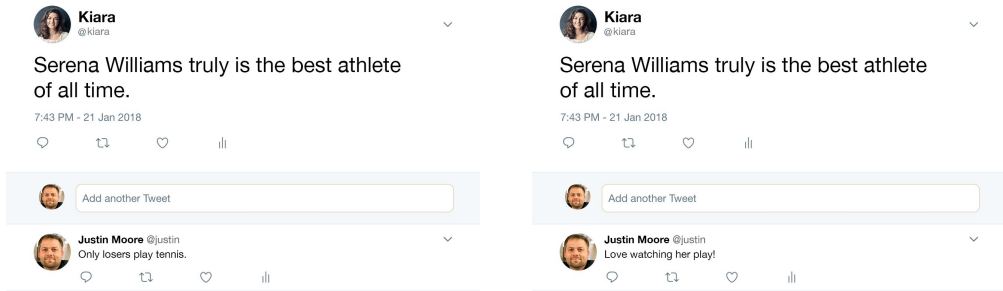 Kiara
@kiara
Serena Williams truly is the best athlete
of all time.
7:43 PM - 21 Jan 2018
Add another Tweet
Justin Moore @justin
Only losers play tennis.
Kiara
@kiara
Serena Williams truly is the best athlete
of all time.
7:43 PM - 21 Jan 2018
Add another Tweet
Justin Moore @justin
Love watching her play!